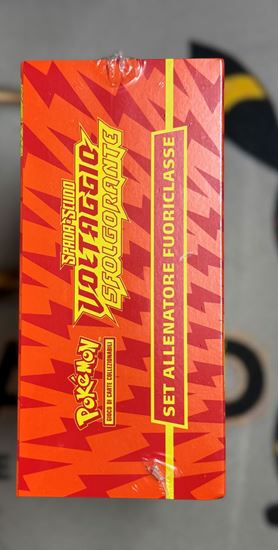 POKÉMON
GIOCO DI CARTE COLLEZIONABILI
SPADA E SCUDO
VOLTAGGIO
SFOLGORANTE
SET ALLENATORE FUORICLASSE